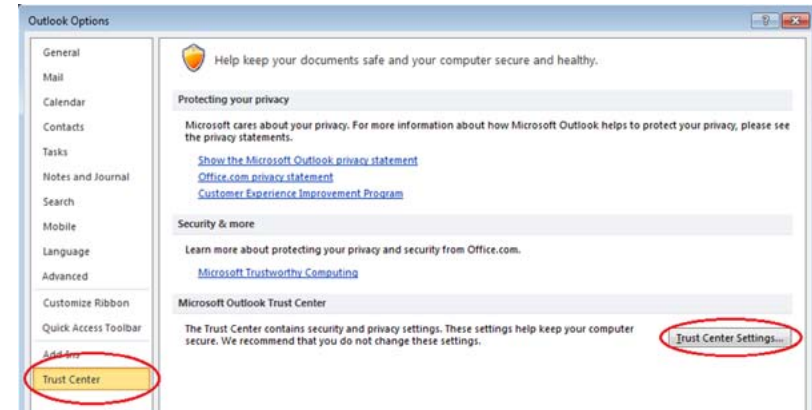 Outlook Options
General
Mail
Calendar
Contacts
Tasks
Notes and Journal
Search
Mobile
Language
Advanced
Customize Ribbon
Quick Access Toolbar
Add-Ins
Trust Center
Help keep your documents safe and your computer secure and healthy.
Protecting your privacy
Microsoft cares about your privacy. For more information about how Microsoft Outlook helps to protect your privacy, please see
the privacy statements.
Show the Microsoft Outlook privacy statement
Office.com privacy statement
Customer Experience Improvement Program
Security & more
Learn more about protecting your privacy and security from Office.com.
Microsoft Trustworthy Computing
Microsoft Outlook Trust Center
The Trust Center contains security and privacy settings. These settings help keep your computer
secure. We recommend that you do not change these settings.
Trust Center Settings...